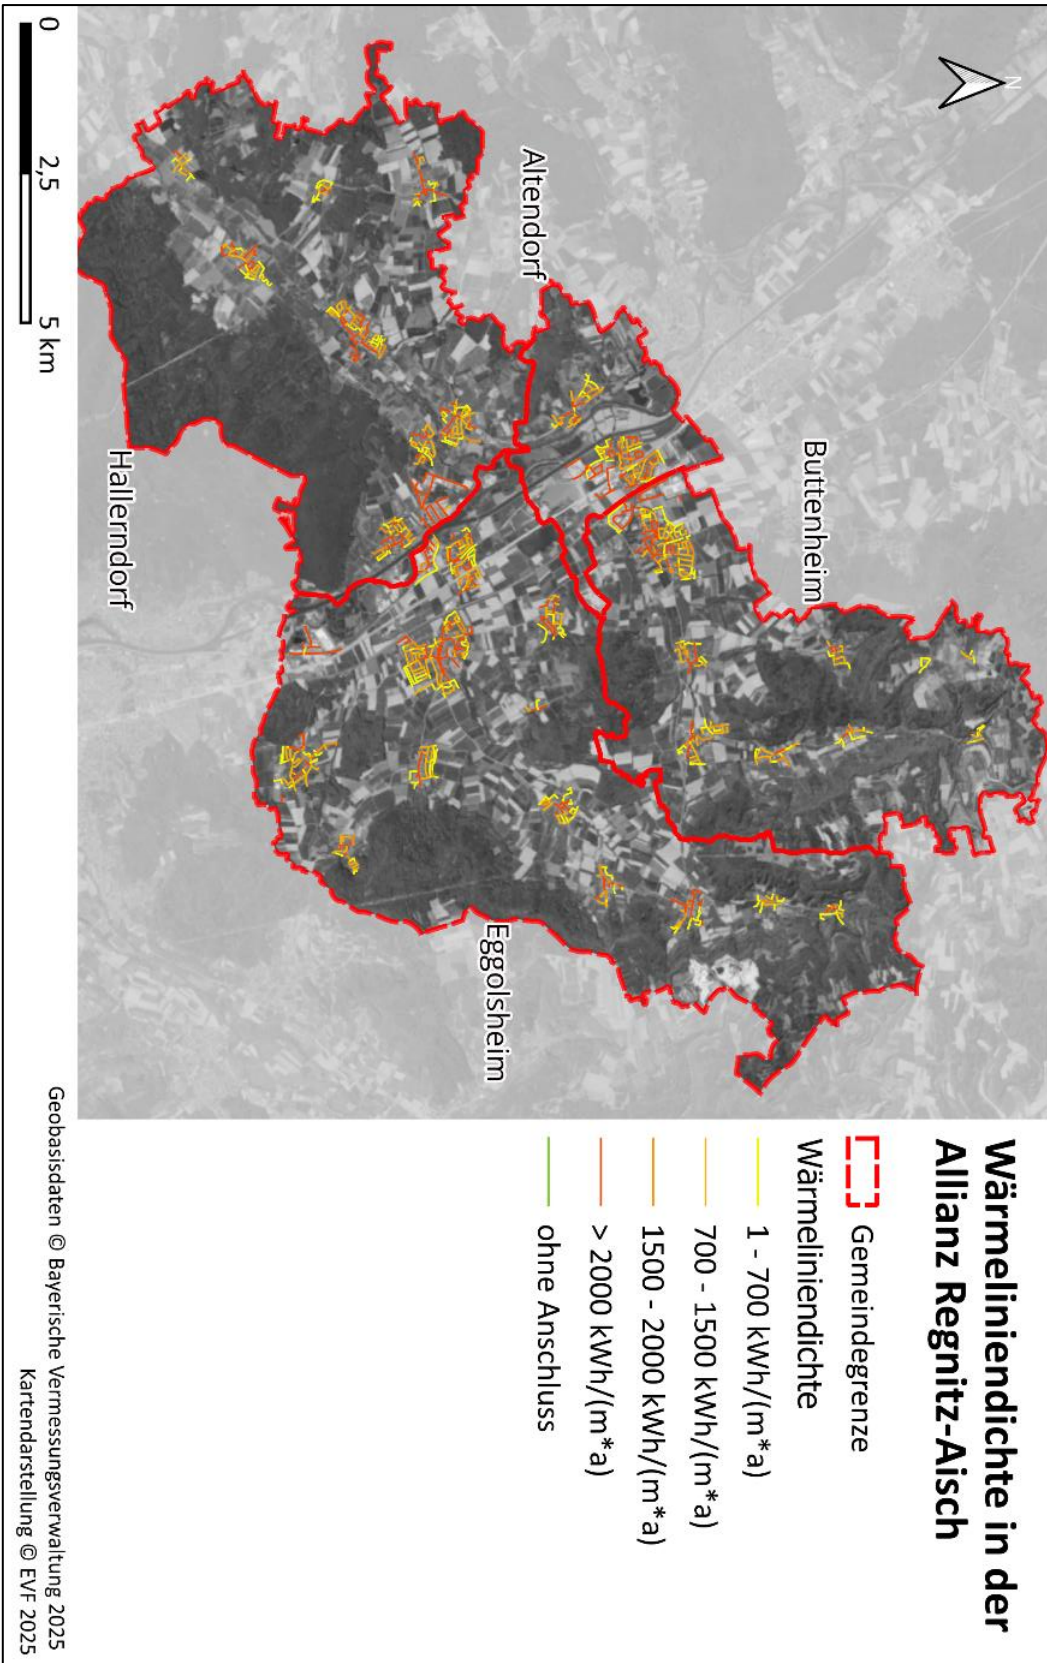 Wärmeliniendichte in der
Allianz Regnitz-Aisch
Gemeindegrenze
Wärmeliniendichte
1 - 700 kWh/(m*a)
700 - 1500 kWh/(m*a)
1500 - 2000 kWh/(m*a)
> 2000 kWh/(m*a)
ohne Anschluss
N
Buttenheim
Altendorf
Eggolsheim
Hallerndorf
0 2,5 5 km
Geobasisdaten © Bayerische Vermessungsverwaltung 2025
Kartendarstellung © EVF 2025